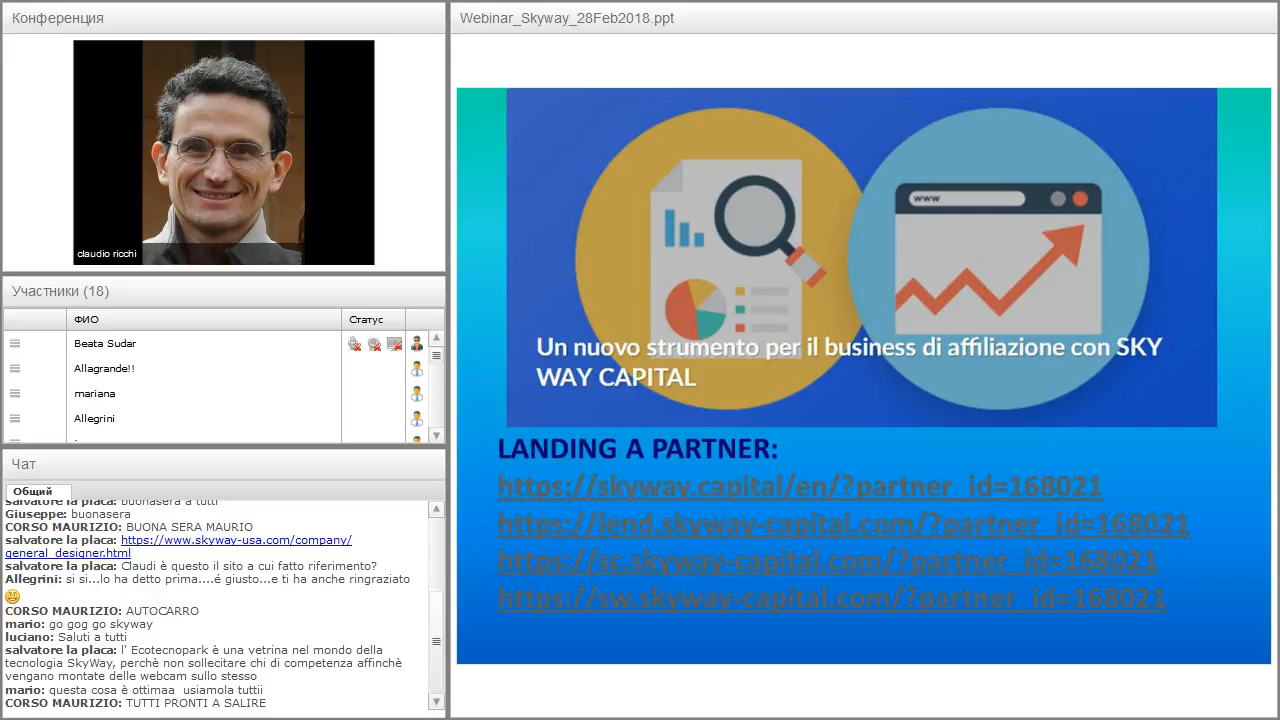 Конференция
claudio ricchi
Участники (18)
ФИО
Статус
Beata Sudar
Allagrande!!
mariana
Allegrini
Чат
Общий
salvatore la placa: buonasera a tutti
Giuseppe: buonasera
CORSO MAURIZIO: BUONA SERA MAURIO
salvatore la placa: https://www.skyway-usa.com/company/
general_designer.html
salvatore la placa: Claudi è questo il sito a cui fatto riferimento?
Allegrini: si si...lo ha detto prima....é giusto...e ti ha anche ringraziato
CORSO MAURIZIO: AUTOCARRO
mario: go gog go skyway
luciano: Saluti a tutti
salvatore la placa: l' Ecotecnopark è una vetrina nel mondo della
tecnologia SkyWay, perchè non sollecitare chi di competenza affinchè
vengano montate delle webcam sullo stesso
mario: questa cosa è ottimaa  usiamola tuttii
CORSO MAURIZIO: TUTTI PRONTI A SALIRE
Webinar_Skyway_28Feb2018.ppt
www
Un nuovo strumento per il business di affiliazione con SKY
WAY CAPITAL
LANDING A PARTNER:
https://skyway.capital/en/?partner_id=168021
https://lend.skyway-capital.com/?partner_id=168021
https://sc.skyway-capital.com/?partner_id=168021
https://sw.skyway-capital.com/?partner_id=168021